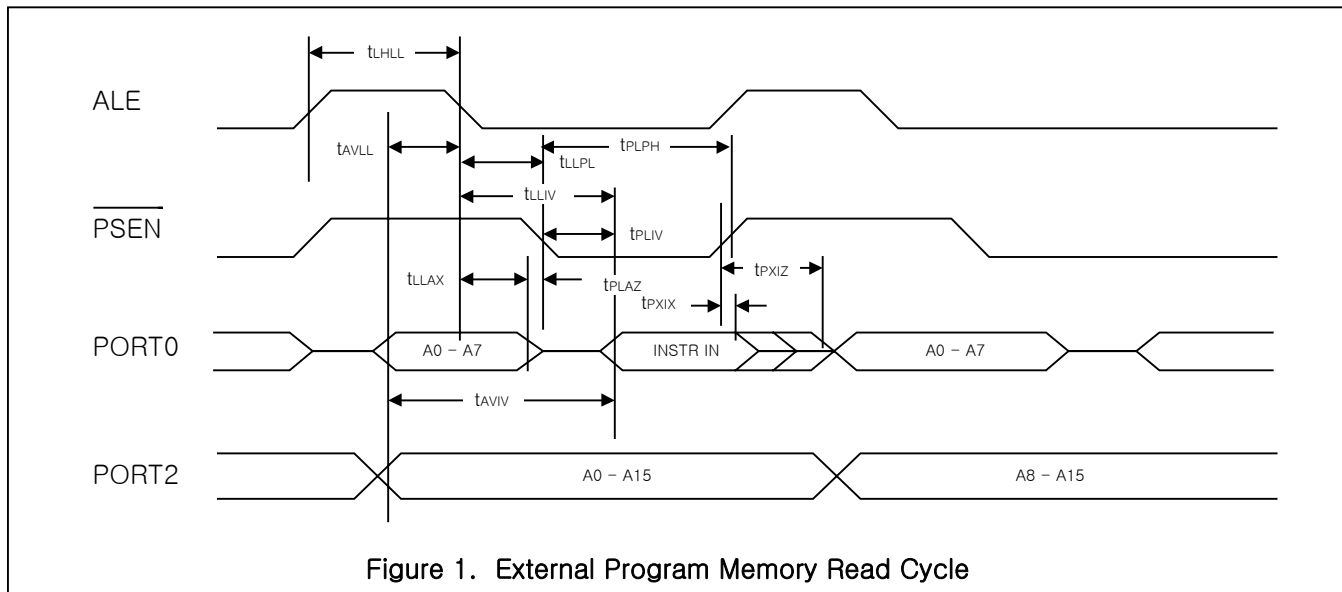 tLHLL
ALE
tAVLL
tPLPH
tLLPL
tLLIV
PSEN
tPLIV
tLLAX
tPLAZ
tPXIZ
tPXIX
PORT0
A0 - A7
INSTR IN
A0 - A7
tAVIV
PORT2
A0 - A15
A8 - A15
Figure 1. External Program Memory Read Cycle